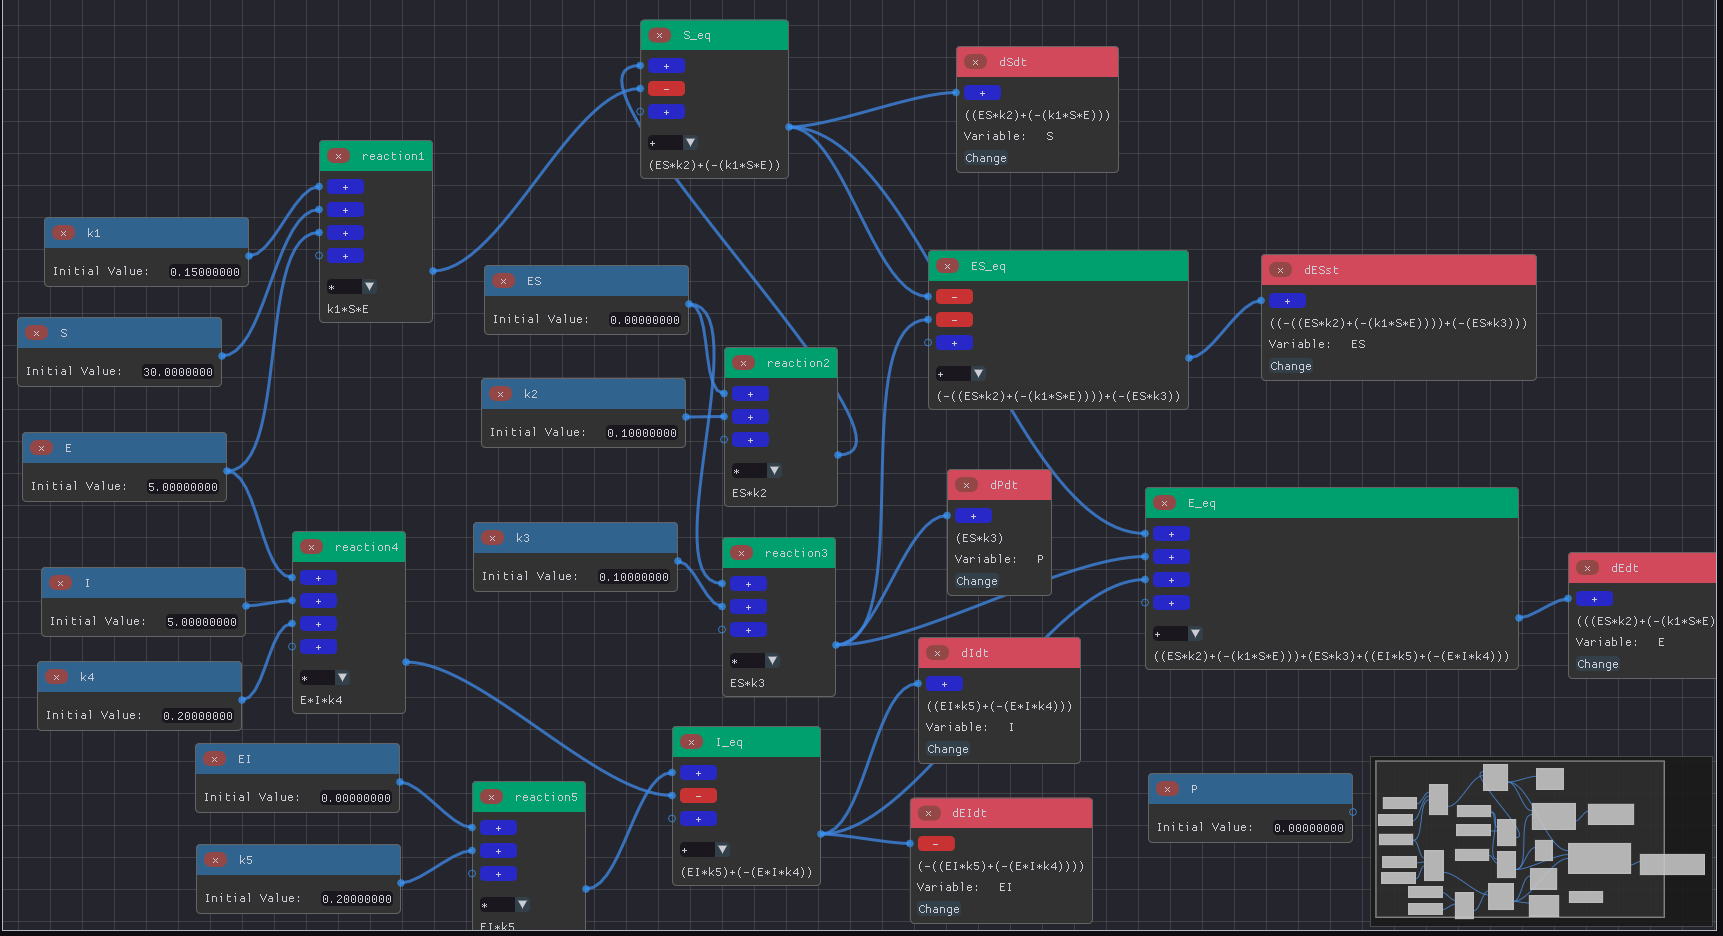 S_eq
+
-
+
+
(ES*k2)+(-(k1*S*E))
dSdt
+
((ES*k2)+(-(k1*S*E)))
Variable: S
Change
reaction1
+
+
+
+
*
k1*S*E
k1
Initial Value: 0.15000000
S
Initial Value: 30.0000000
E
Initial Value: 5.00000000
ES
Initial Value: 0.00000000
k2
Initial Value: 0.10000000
reaction2
+
+
+
*
ES*k2
ES_eq
-
-
+
+
(-((ES*k2)+(-(k1*S*E))))+(-(ES*k3))
dESst
+
((-((ES*k2)+(-(k1*S*E))))+(-(ES*k3)))
Variable: ES
Change
k3
Initial Value: 0.10000000
reaction3
+
+
+
*
ES*k3
dPdt
+
(ES*k3)
Variable: P
Change
E_eq
+
+
+
+
+
((ES*k2)+(-(k1*S*E)))+(ES*k3)+((EI*k5)+(-(E*I*k4)))
dEdt
+
(((ES*k2)+(-(k1*S*E)
Variable: E
Change
reaction4
+
+
+
+
*
E*I*k4
I
Initial Value: 5.00000000
k4
Initial Value: 0.20000000
EI
Initial Value: 0.00000000
k5
Initial Value: 0.20000000
reaction5
+
+
+
*
EI*k5
I_eq
+
-
+
+
(EI*k5)+(-(E*I*k4))
dIdt
+
((EI*k5)+(-(E*I*k4)))
Variable: I
Change
dEIdt
-
(-((EI*k5)+(-(E*I*k4))))
Variable: EI
Change
P
Initial Value: 0.00000000